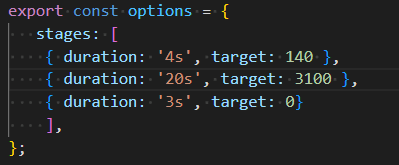 export const options = {
    stages: [
     { duration: '4s', target: 140 },
     { duration: '20s', target: 3100 },
     { duration: '3s', target: 0}
     ],
};